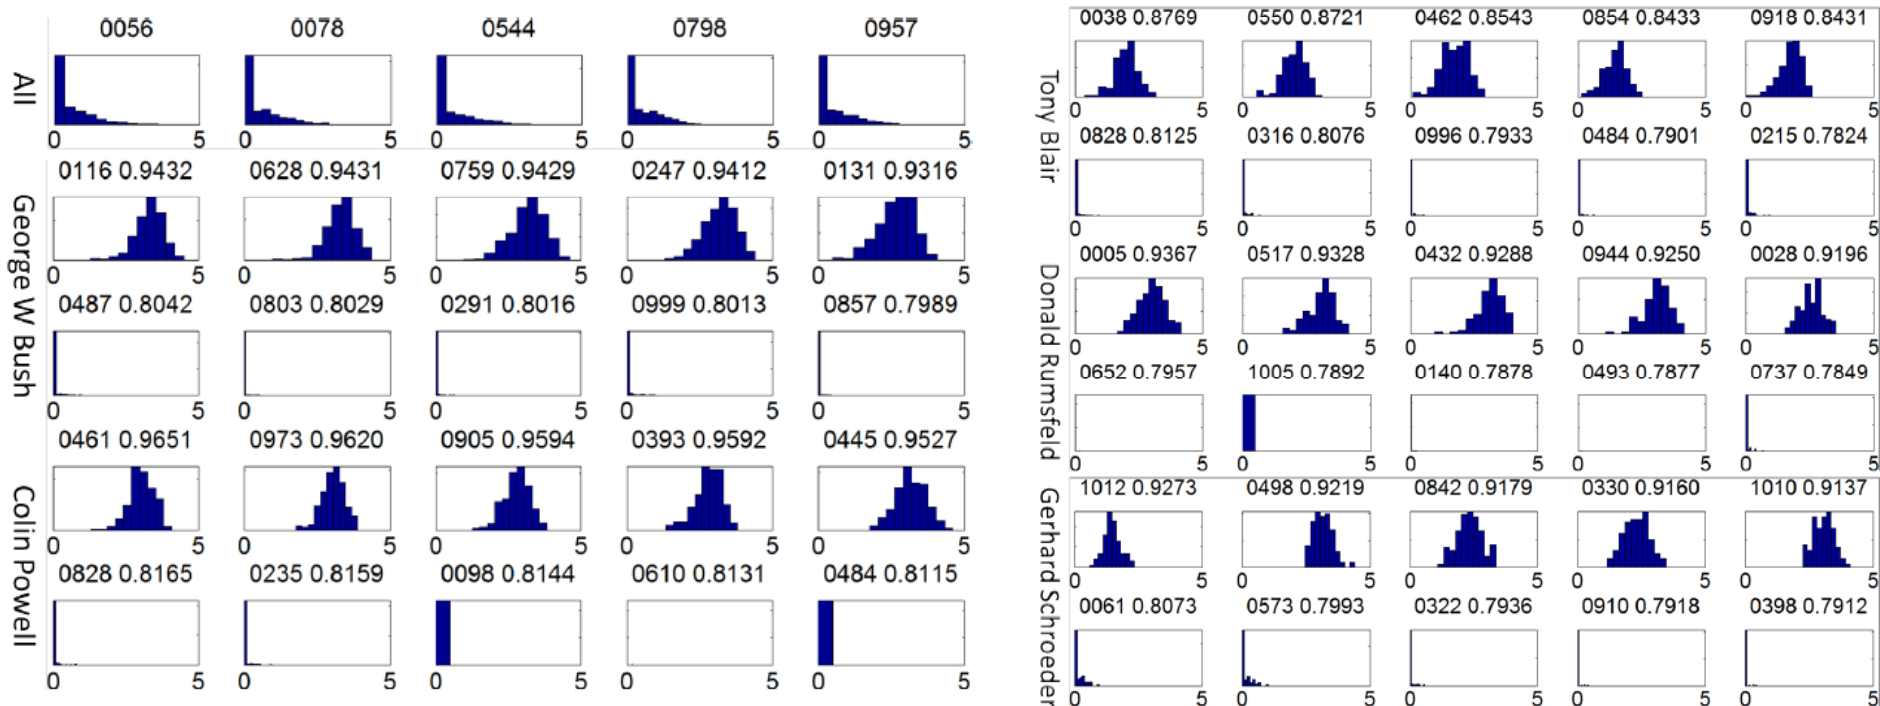 0056 0078 0544 0798 0957
All
0 5 0 5 0 5 0 5 0 5
0116 0.9432 0628 0.9431 0759 0.9429 0247 0.9412 0131 0.9316
George W Bush
0 5 0 5 0 5 0 5 0 5
0487 0.8042 0803 0.8029 0291 0.8016 0999 0.8013 0857 0.7989
0 5 0 5 0 5 0 5 0 5
0461 0.9651 0973 0.9620 0905 0.9594 0393 0.9592 0445 0.9527
Colin Powell
0 5 0 5 0 5 0 5 0 5
0828 0.8165 0235 0.8159 0098 0.8144 0610 0.8131 0484 0.8115
0 5 0 5 0 5 0 5 0 5
0038 0.8769 0550 0.8721 0462 0.8543 0854 0.8433 0918 0.8431
Tony Blair
0 5 0 5 0 5 0 5 0 5
0828 0.8125 0316 0.8076 0996 0.7933 0484 0.7901 0215 0.7824
0 5 0 5 0 5 0 5 0 5
0005 0.9367 0517 0.9328 0432 0.9288 0944 0.9250 0028 0.9196
Donald Rumsfeld
0 5 0 5 0 5 0 5 0 5
0652 0.7957 1005 0.7892 0140 0.7878 0493 0.7877 0737 0.7849
0 5 0 5 0 5 0 5 0 5
1012 0.9273 0498 0.9219 0842 0.9179 0330 0.9160 1010 0.9137
Gerhard Schroeder
0 5 0 5 0 5 0 5 0 5
0061 0.8073 0573 0.7993 0322 0.7936 0910 0.7918 0398 0.7912
0 5 0 5 0 5 0 5 0 5